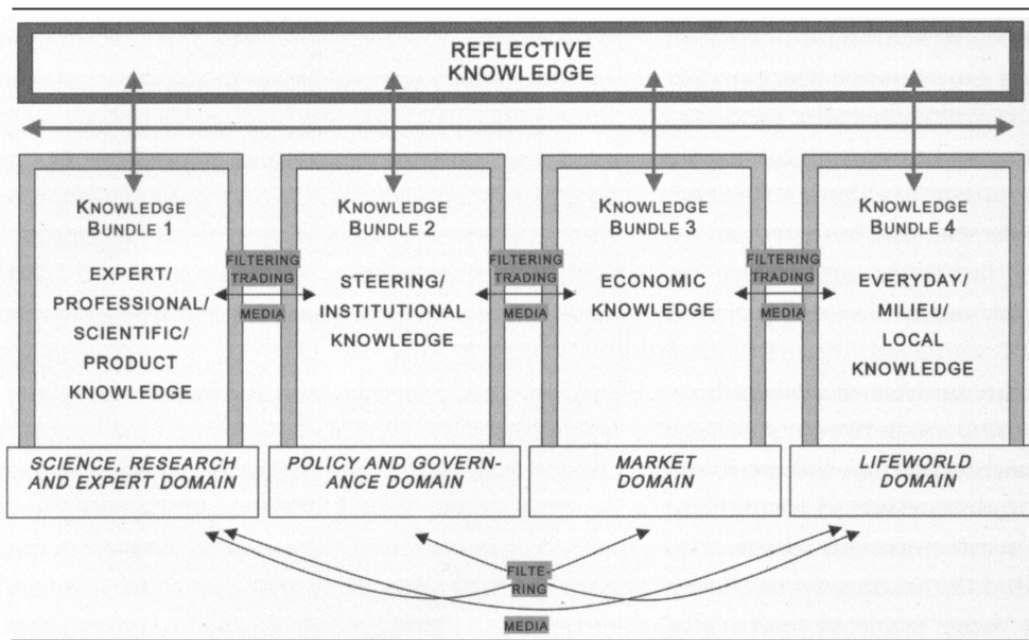 REFLECTIVE
KNOWLEDGE
KNOWLEDGE
BUNDLE 1
EXPERT/
PROFESSIONAL/
SCIENTIFIC/
PRODUCT
KNOWLEDGE
FILTERING
TRADING
MEDIA
KNOWLEDGE
BUNDLE 2
STEERING/
INSTITUTIONAL
KNOWLEDGE
FILTERING
TRADING
MEDIA
KNOWLEDGE
BUNDLE 3
ECONOMIC
KNOWLEDGE
FILTERING
TRADING
MEDIA
KNOWLEDGE
BUNDLE 4
EVERYDAY/
MILIEU/
LOCAL
KNOWLEDGE
SCIENCE, RESEARCH
AND EXPERT DOMAIN
POLICY AND GOVERN-
ANCE DOMAIN
MARKET
DOMAIN
LIFEWORLD
DOMAIN
FILTE-
RING
MEDIA